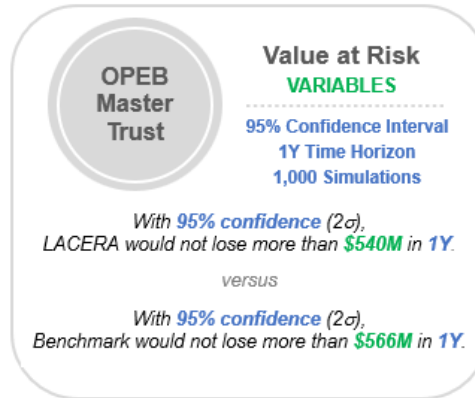 OPEB
Master
Trust
Value at Risk
VARIABLES
95% Confidence Interval
1Y Time Horizon
1,000 Simulations
With 95% confidence (2σ),
LACERA would not lose more than $540M in 1Y.
versus
With 95% confidence (2σ),
Benchmark would not lose more than $566M in 1Y.